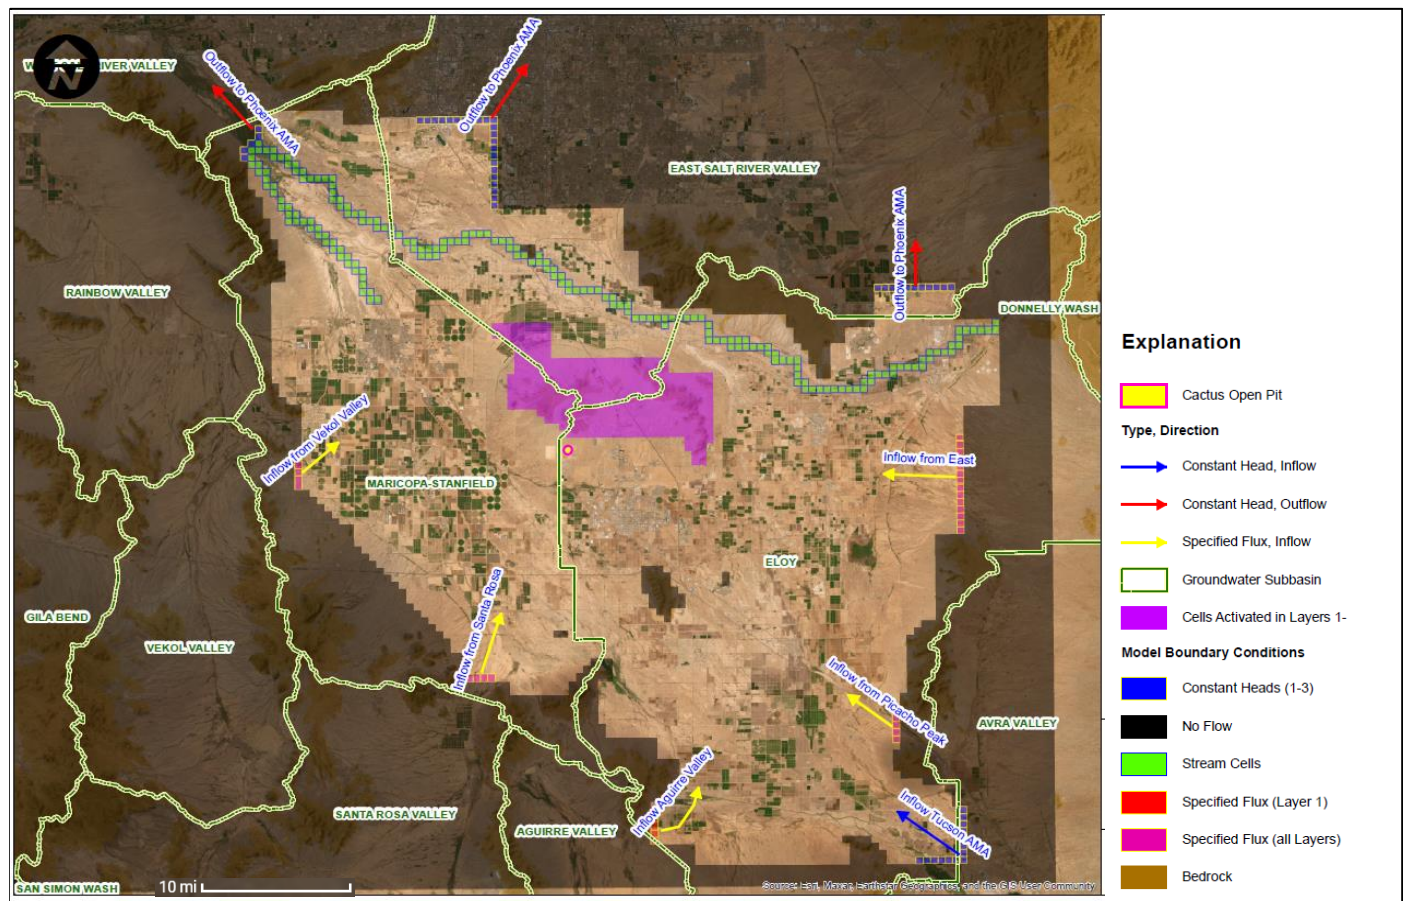 W
RIVER VALLEY
N
Outflow to Phoenix AMA
Outflow to Phoenix AMA
EAST SALT RIVER VALLEY
Outflow to Phoenix AMA
RAINBOW VALLEY
DONNELLY WASH
Inflow from Vekol Valley
Inflow from East
MARICOPA-STANFIELD
ELOY
Inflow from Santa Rosa
GILA BEND
VEKOL VALLEY
Inflow from Picacho Peak
AVRA VALLEY
Inflow Aguirre Valley
Inflow Tucson AMA
SANTA ROSA VALLEY
AGUIRRE VALLEY
SAN SIMON WASH
10 mi
Source: Esri, Maxar, Earthstar Geographics, and the GIS User Community
Explanation
Cactus Open Pit
Type, Direction
Constant Head, Inflow
Constant Head, Outflow
Specified Flux, Inflow
Groundwater Subbasin
Cells Activated in Layers 1-
Model Boundary Conditions
Constant Heads (1-3)
No Flow
Stream Cells
Specified Flux (Layer 1)
Specified Flux (all Layers)
Bedrock